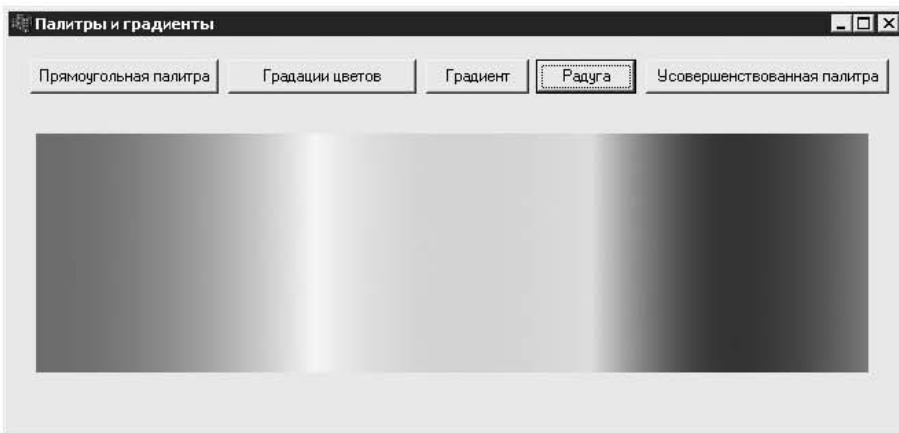 Палитры и градиенты
Прямоугольная палитра Градации цветов Градиент Радуга Усовершенствованная палитра